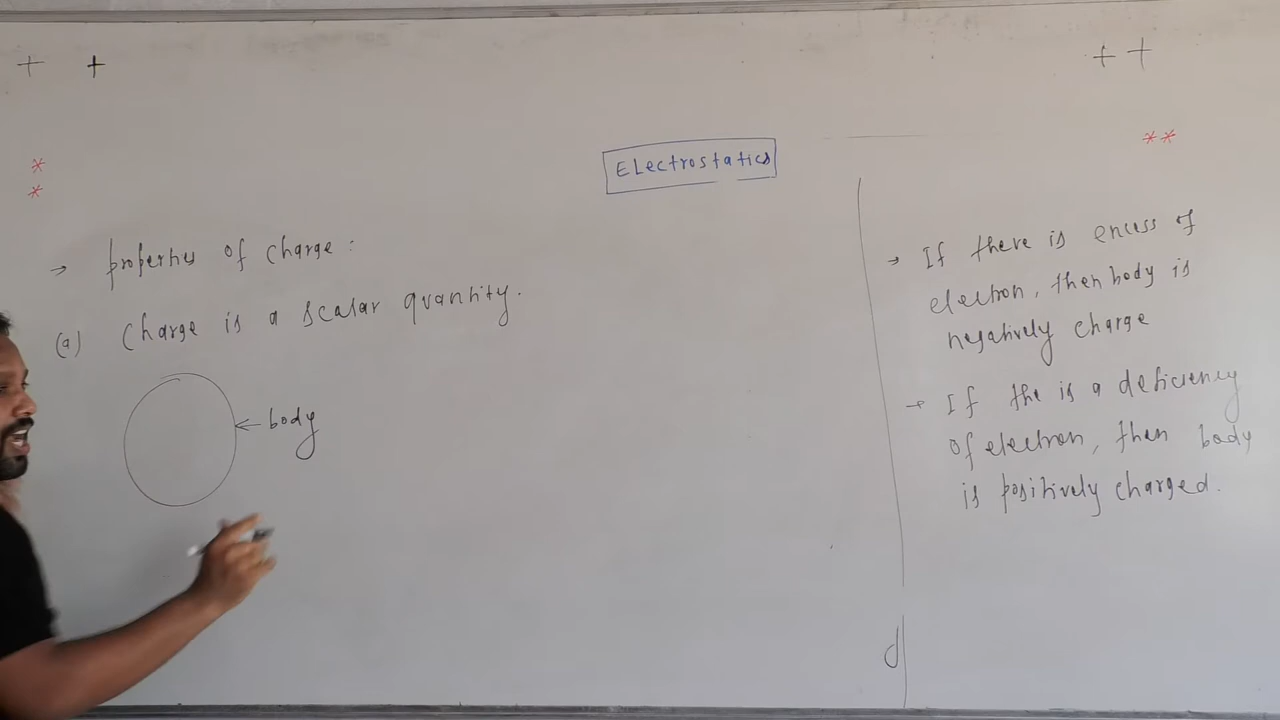 + +
+ +
*
*
**
Electrostatics
→ properties of charge :
(a) Charge is a scalar quantity.
← body
→ If there is excess of
electron, then body is
negatively charge
→ If the is a deficiency
of electron, then body
is positively charged.
d